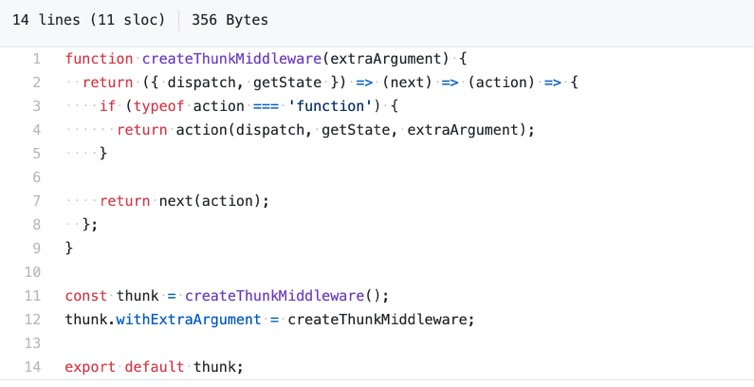 14 lines (11 sloc) 356 Bytes
1 function createThunkMiddleware(extraArgument) {
2   return ({ dispatch, getState }) => (next) => (action) => {
3     if (typeof action === 'function') {
4       return action(dispatch, getState, extraArgument);
5     }
6
7     return next(action);
8   };
9 }
10
11 const thunk = createThunkMiddleware();
12 thunk.withExtraArgument = createThunkMiddleware;
13
14 export default thunk;